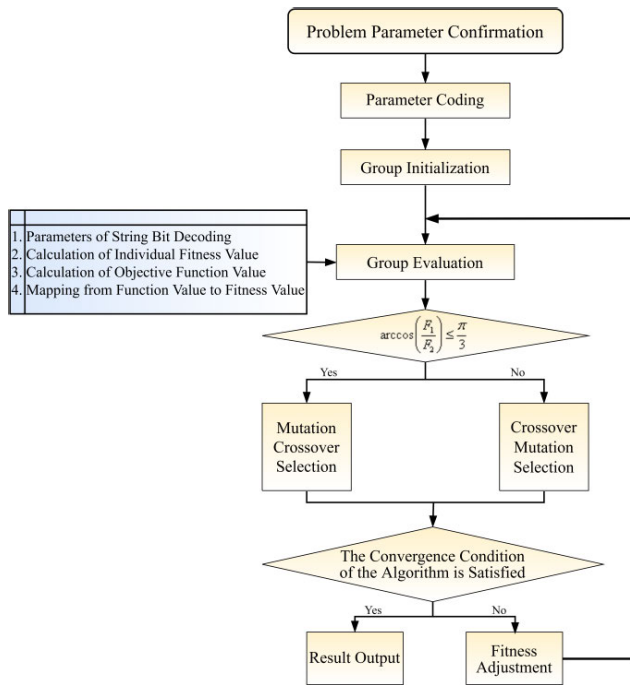 Problem Parameter Confirmation
Parameter Coding
Group Initialization
1. Parameters of String Bit Decoding
2. Calculation of Individual Fitness Value
3. Calculation of Objective Function Value
4. Mapping from Function Value to Fitness Value
Group Evaluation
arccos(F₁/F₂) ≤ π/3
Yes
No
Mutation
Crossover
Selection
Crossover
Mutation
Selection
The Convergence Condition
of the Algorithm is Satisfied
Yes
No
Result Output
Fitness
Adjustment